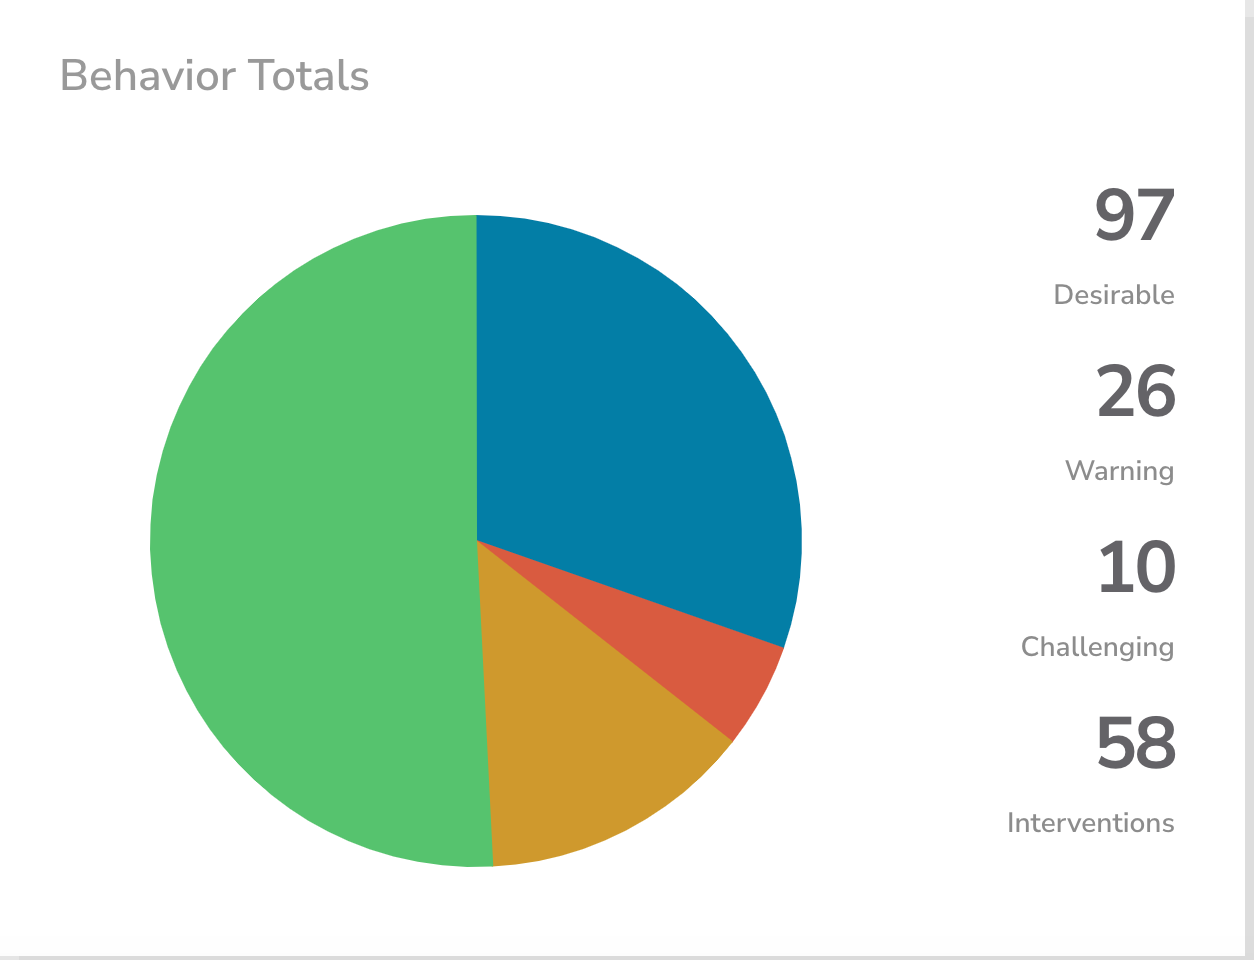 Behavior Totals
97
Desirable
26
Warning
10
Challenging
58
Interventions